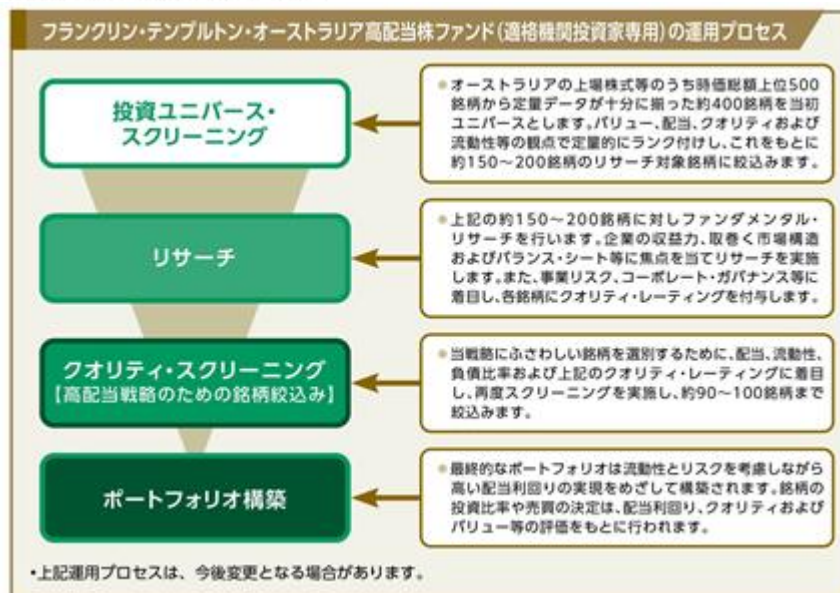 フランクリン・テンプルトン・オーストラリア高配当株ファンド(適格機関投資家専用)の運用プロセス
投資ユニバース・
スクリーニング
●オーストラリアの上場株式等のうち時価総額上位500
銘柄から定量データが十分に揃った約400銘柄を当初
ユニバースとします。バリュー、配当、クオリティおよび
流動性等の観点で定量的にランク付けし、これをもとに
約150～200銘柄のリサーチ対象銘柄に絞込みます。
リサーチ
●上記の約150～200銘柄に対しファンダメンタル・
リサーチを行います。企業の収益力、取巻く市場構造
およびバランス・シート等に焦点を当てリサーチを実施
します。また、事業リスク、コーポレート・ガバナンス等に
着目し、各銘柄にクオリティ・レーティングを付与します。
クオリティ・スクリーニング
【高配当戦略のための銘柄絞込み】
●当戦略にふさわしい銘柄を選別するために、配当、流動性、
負債比率および上記のクオリティ・レーティングに着目
し、再度スクリーニングを実施し、約90～100銘柄まで
絞込みます。
ポートフォリオ構築
●最終的なポートフォリオは流動性とリスクを考慮しながら
高い配当利回りの実現をめざして構築されます。銘柄の
投資比率や売買の決定は、配当利回り、クオリティおよび
バリュー等の評価をもとに行われます。
・上記運用プロセスは、今後変更となる場合があります。